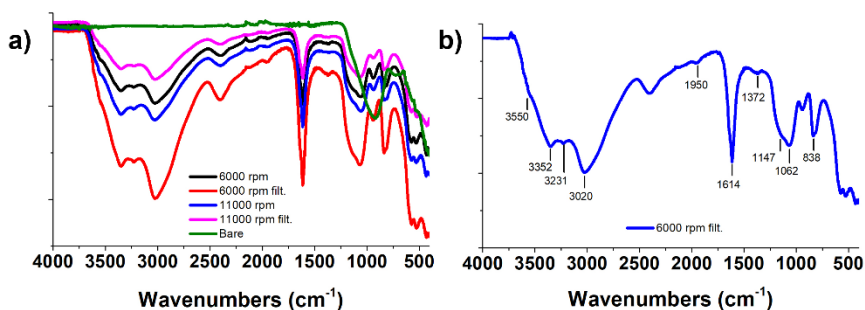 a)
6000 rpm
6000 rpm filt.
11000 rpm
11000 rpm filt.
Bare
4000 3500 3000 2500 2000 1500 1000 500
Wavenumbers (cm-1)
b)
3550
3352
3231
3020
1950
1614
1372
1147
1062
838
6000 rpm filt.
4000 3500 3000 2500 2000 1500 1000 500
Wavenumbers (cm-1)